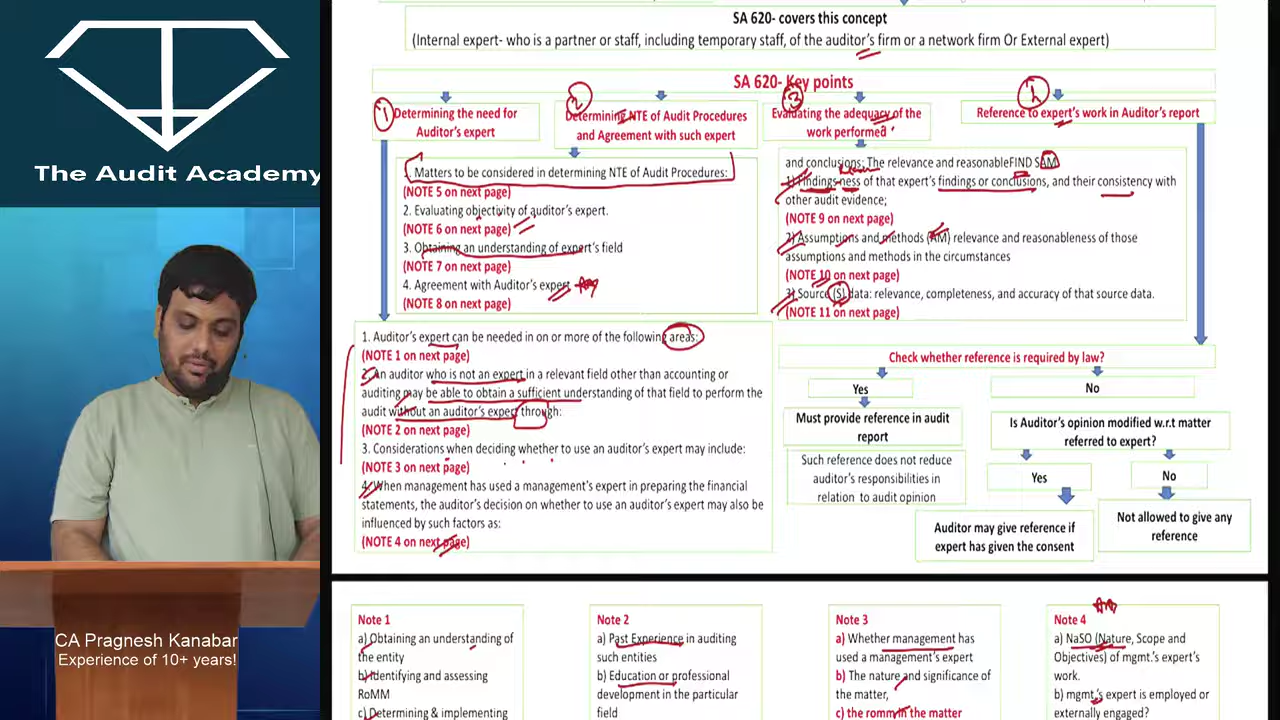 The Audit Academy
CA Pragnesh Kanabar
Experience of 10+ years!
SA 620- covers this concept
(Internal expert- who is a partner or staff, including temporary staff, of the auditor's firm or a network firm Or External expert)
SA 620- Key points
1
Determining the need for
Auditor's expert
2
Determining NTE of Audit Procedures
and Agreement with such expert
3
Evaluating the adequacy of the
work performed
Reference to expert's work in Auditor's report
1. Matters to be considered in determining NTE of Audit Procedures:
(NOTE 5 on next page)
2. Evaluating objectivity of auditor's expert.
(NOTE 6 on next page)
3. Obtaining an understanding of expert's field
(NOTE 7 on next page)
4. Agreement with Auditor's expert
(NOTE 8 on next page)
and conclusions; The relevance and reasonableFIND SAM
1) Findings-ness of that expert's findings or conclusions, and their consistency with
other audit evidence;
(NOTE 9 on next page)
2) Assumptions and methods (AM) relevance and reasonableness of those
assumptions and methods in the circumstances
(NOTE 10 on next page)
3) Source (S) data: relevance, completeness, and accuracy of that source data.
(NOTE 11 on next page)
1. Auditor's expert can be needed in on or more of the following areas:
(NOTE 1 on next page)
2. An auditor who is not an expert in a relevant field other than accounting or
auditing may be able to obtain a sufficient understanding of that field to perform the
audit without an auditor's expert through:
(NOTE 2 on next page)
3. Considerations when deciding whether to use an auditor's expert may include:
(NOTE 3 on next page)
4. When management has used a management's expert in preparing the financial
statements, the auditor's decision on whether to use an auditor's expert may also be
influenced by such factors as:
(NOTE 4 on next page)
Check whether reference is required by law?
Yes
No
Must provide reference in audit
report
Such reference does not reduce
auditor's responsibilities in
relation to audit opinion
Is Auditor's opinion modified w.r.t matter
referred to expert?
Yes
No
Auditor may give reference if
expert has given the consent
Not allowed to give any
reference
Note 1
a) Obtaining an understanding of
the entity
b) Identifying and assessing
RoMM
c) Determining & implementing
Note 2
a) Past Experience in auditing
such entities
b) Education or professional
development in the particular
field
Note 3
a) Whether management has
used a management's expert
b) The nature and significance of
the matter,
c) the romm in the matter
Note 4
a) NaSO (Nature, Scope and
Objectives) of mgmt.'s expert's
work.
b) mgmt.'s expert is employed or
externally engaged?